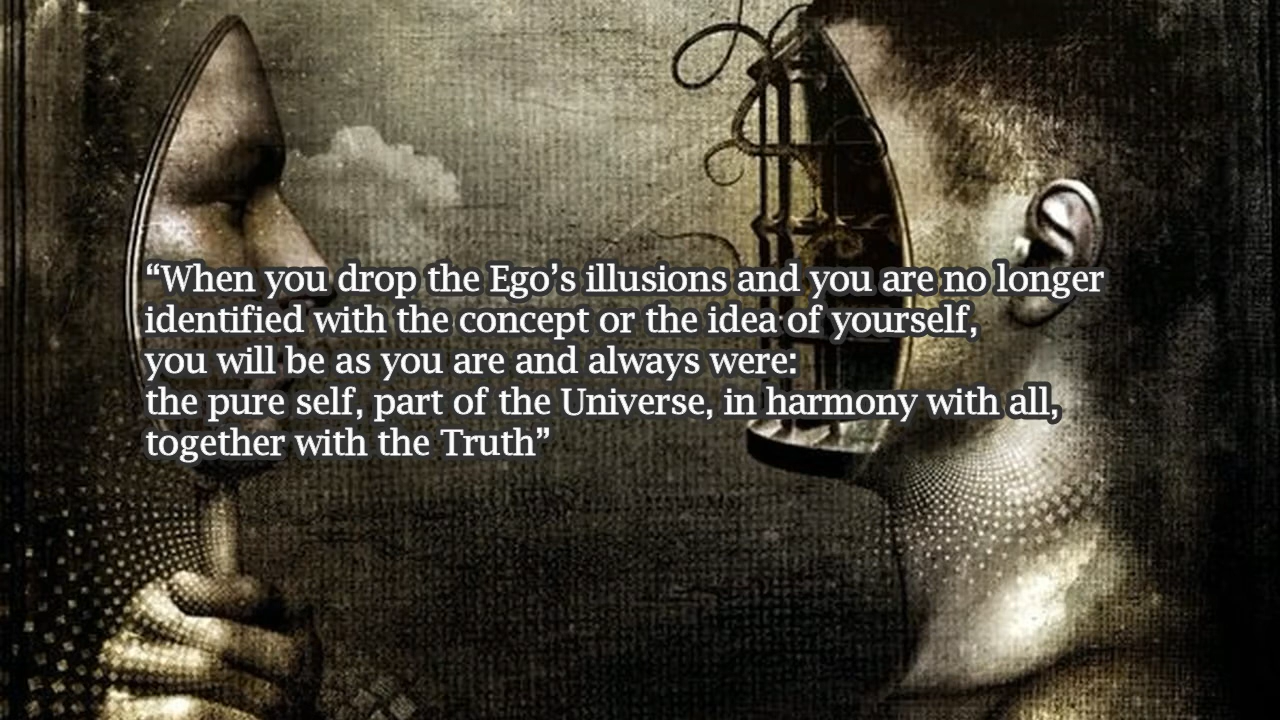 “When you drop the Ego’s illusions and you are no longer
identified with the concept or the idea of yourself,
you will be as you are and always were:
the pure self, part of the Universe, in harmony with all,
together with the Truth”